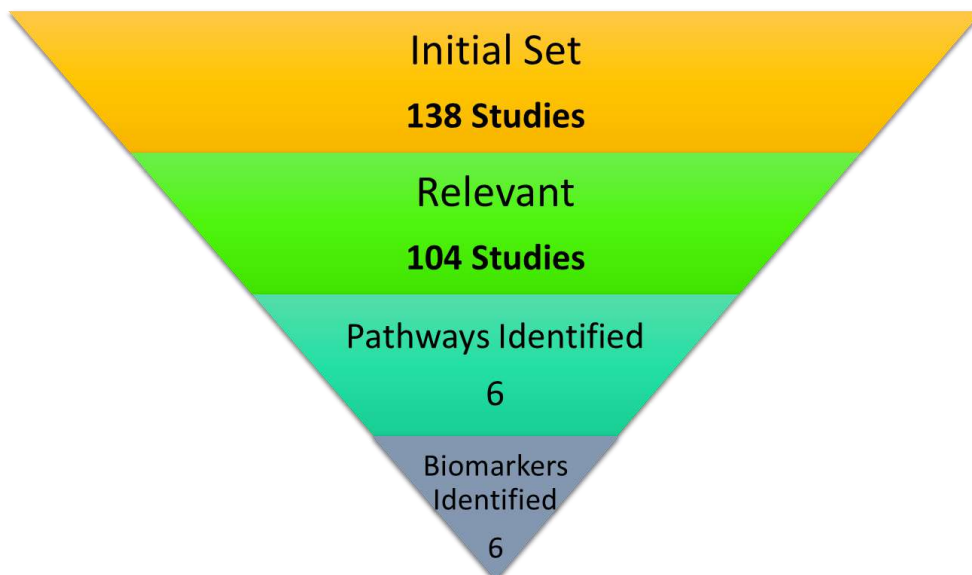 Initial Set
138 Studies
Relevant
104 Studies
Pathways Identified
6
Biomarkers
Identified
6